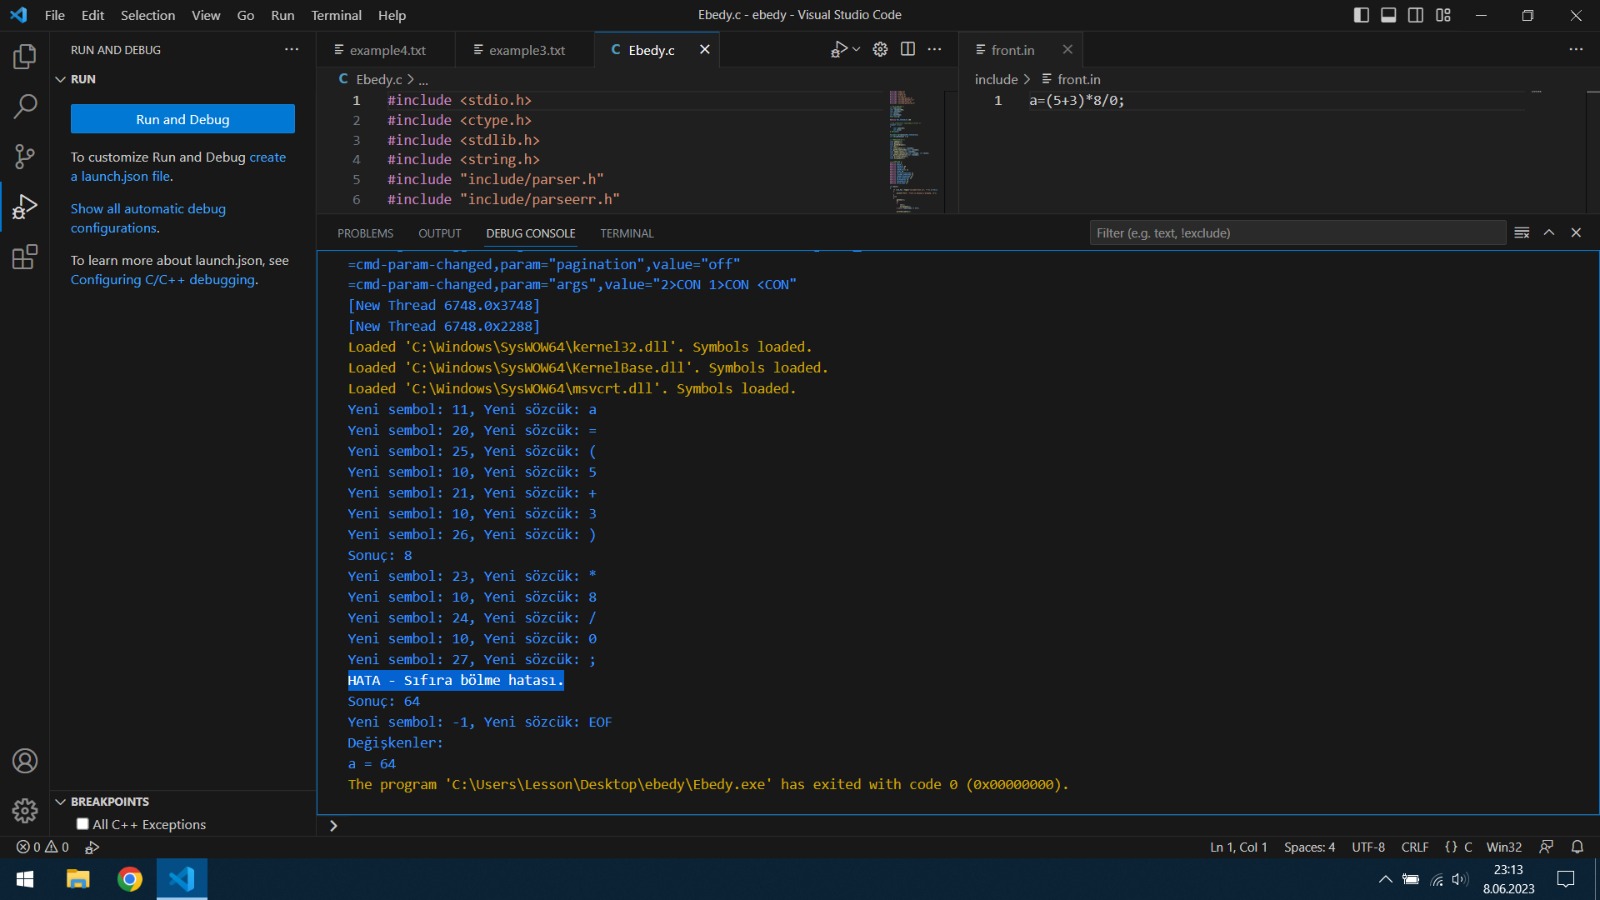 File Edit Selection View Go Run Terminal Help
Ebedy.c - ebedy - Visual Studio Code
RUN AND DEBUG
RUN
Run and Debug
To customize Run and Debug create
a launch.json file.
Show all automatic debug
configurations.
To learn more about launch.json, see
Configuring C/C++ debugging.
BREAKPOINTS
All C++ Exceptions
example4.txt example3.txt Ebedy.c
Ebedy.c > ...
1 #include <stdio.h>
2 #include <ctype.h>
3 #include <stdlib.h>
4 #include <string.h>
5 #include "include/parser.h"
6 #include "include/parseerr.h"
front.in
include > front.in
1 a=(5+3)*8/0;
PROBLEMS OUTPUT DEBUG CONSOLE TERMINAL
Filter (e.g. text, !exclude)
=cmd-param-changed,param="pagination",value="off"
=cmd-param-changed,param="args",value="2>CON 1>CON <CON"
[New Thread 6748.0x3748]
[New Thread 6748.0x2288]
Loaded 'C:\Windows\SysWOW64\kernel32.dll'. Symbols loaded.
Loaded 'C:\Windows\SysWOW64\KernelBase.dll'. Symbols loaded.
Loaded 'C:\Windows\SysWOW64\msvcrt.dll'. Symbols loaded.
Yeni sembol: 11, Yeni sözcük: a
Yeni sembol: 20, Yeni sözcük: =
Yeni sembol: 25, Yeni sözcük: (
Yeni sembol: 10, Yeni sözcük: 5
Yeni sembol: 21, Yeni sözcük: +
Yeni sembol: 10, Yeni sözcük: 3
Yeni sembol: 26, Yeni sözcük: )
Sonuç: 8
Yeni sembol: 23, Yeni sözcük: *
Yeni sembol: 10, Yeni sözcük: 8
Yeni sembol: 24, Yeni sözcük: /
Yeni sembol: 10, Yeni sözcük: 0
Yeni sembol: 27, Yeni sözcük: ;
HATA - Sıfıra bölme hatası.
Sonuç: 64
Yeni sembol: -1, Yeni sözcük: EOF
Değişkenler:
a = 64
The program 'C:\Users\Lesson\Desktop\ebedy\Ebedy.exe' has exited with code 0 (0x00000000).
0 0
Ln 1, Col 1 Spaces: 4 UTF-8 CRLF {} C Win32
23:13
8.06.2023